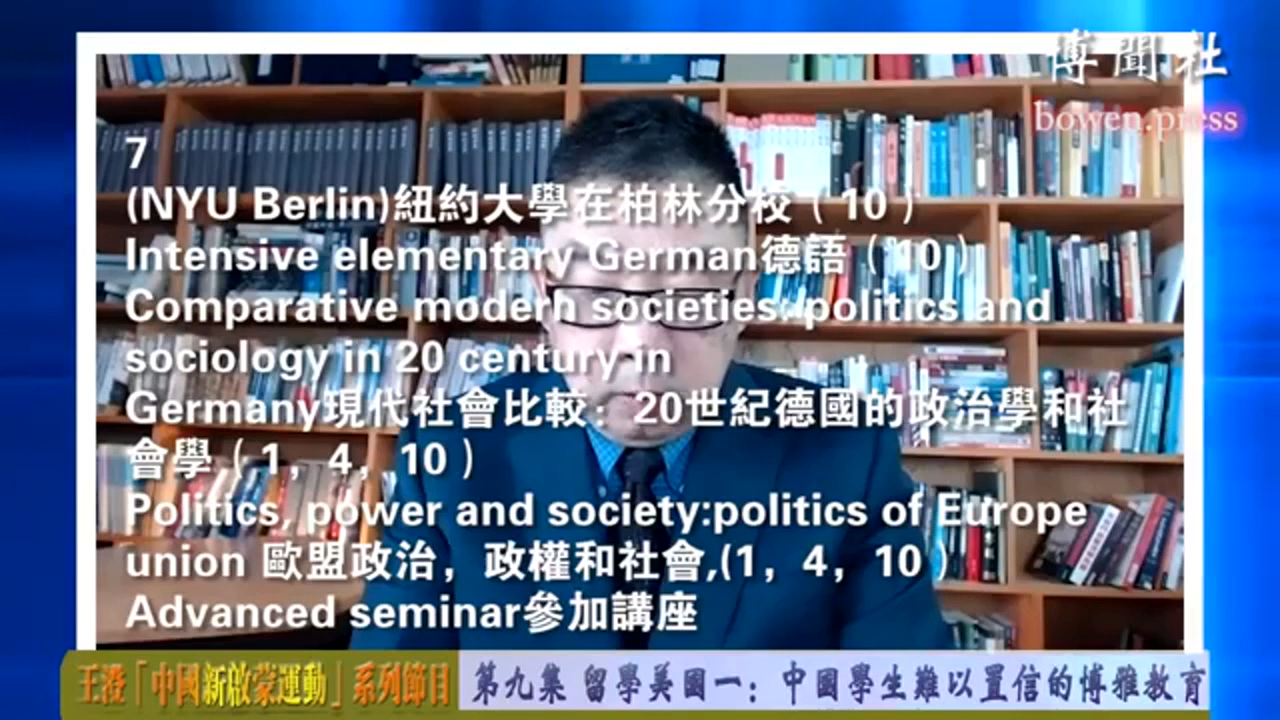 博聞社
bowen.press
7
(NYU Berlin)紐約大學在柏林分校（10）
Intensive elementary German德語（10）
Comparative modern societies: politics and
sociology in 20 century in
Germany現代社會比較：20世紀德國的政治學和社
會學（1，4，10）
Politics, power and society:politics of Europe
union 歐盟政治，政權和社會,(1，4，10）
Advanced seminar參加講座
王澄「中國新啟蒙運動」系列節目
第九集 留學美國一：中國學生難以置信的博雅教育